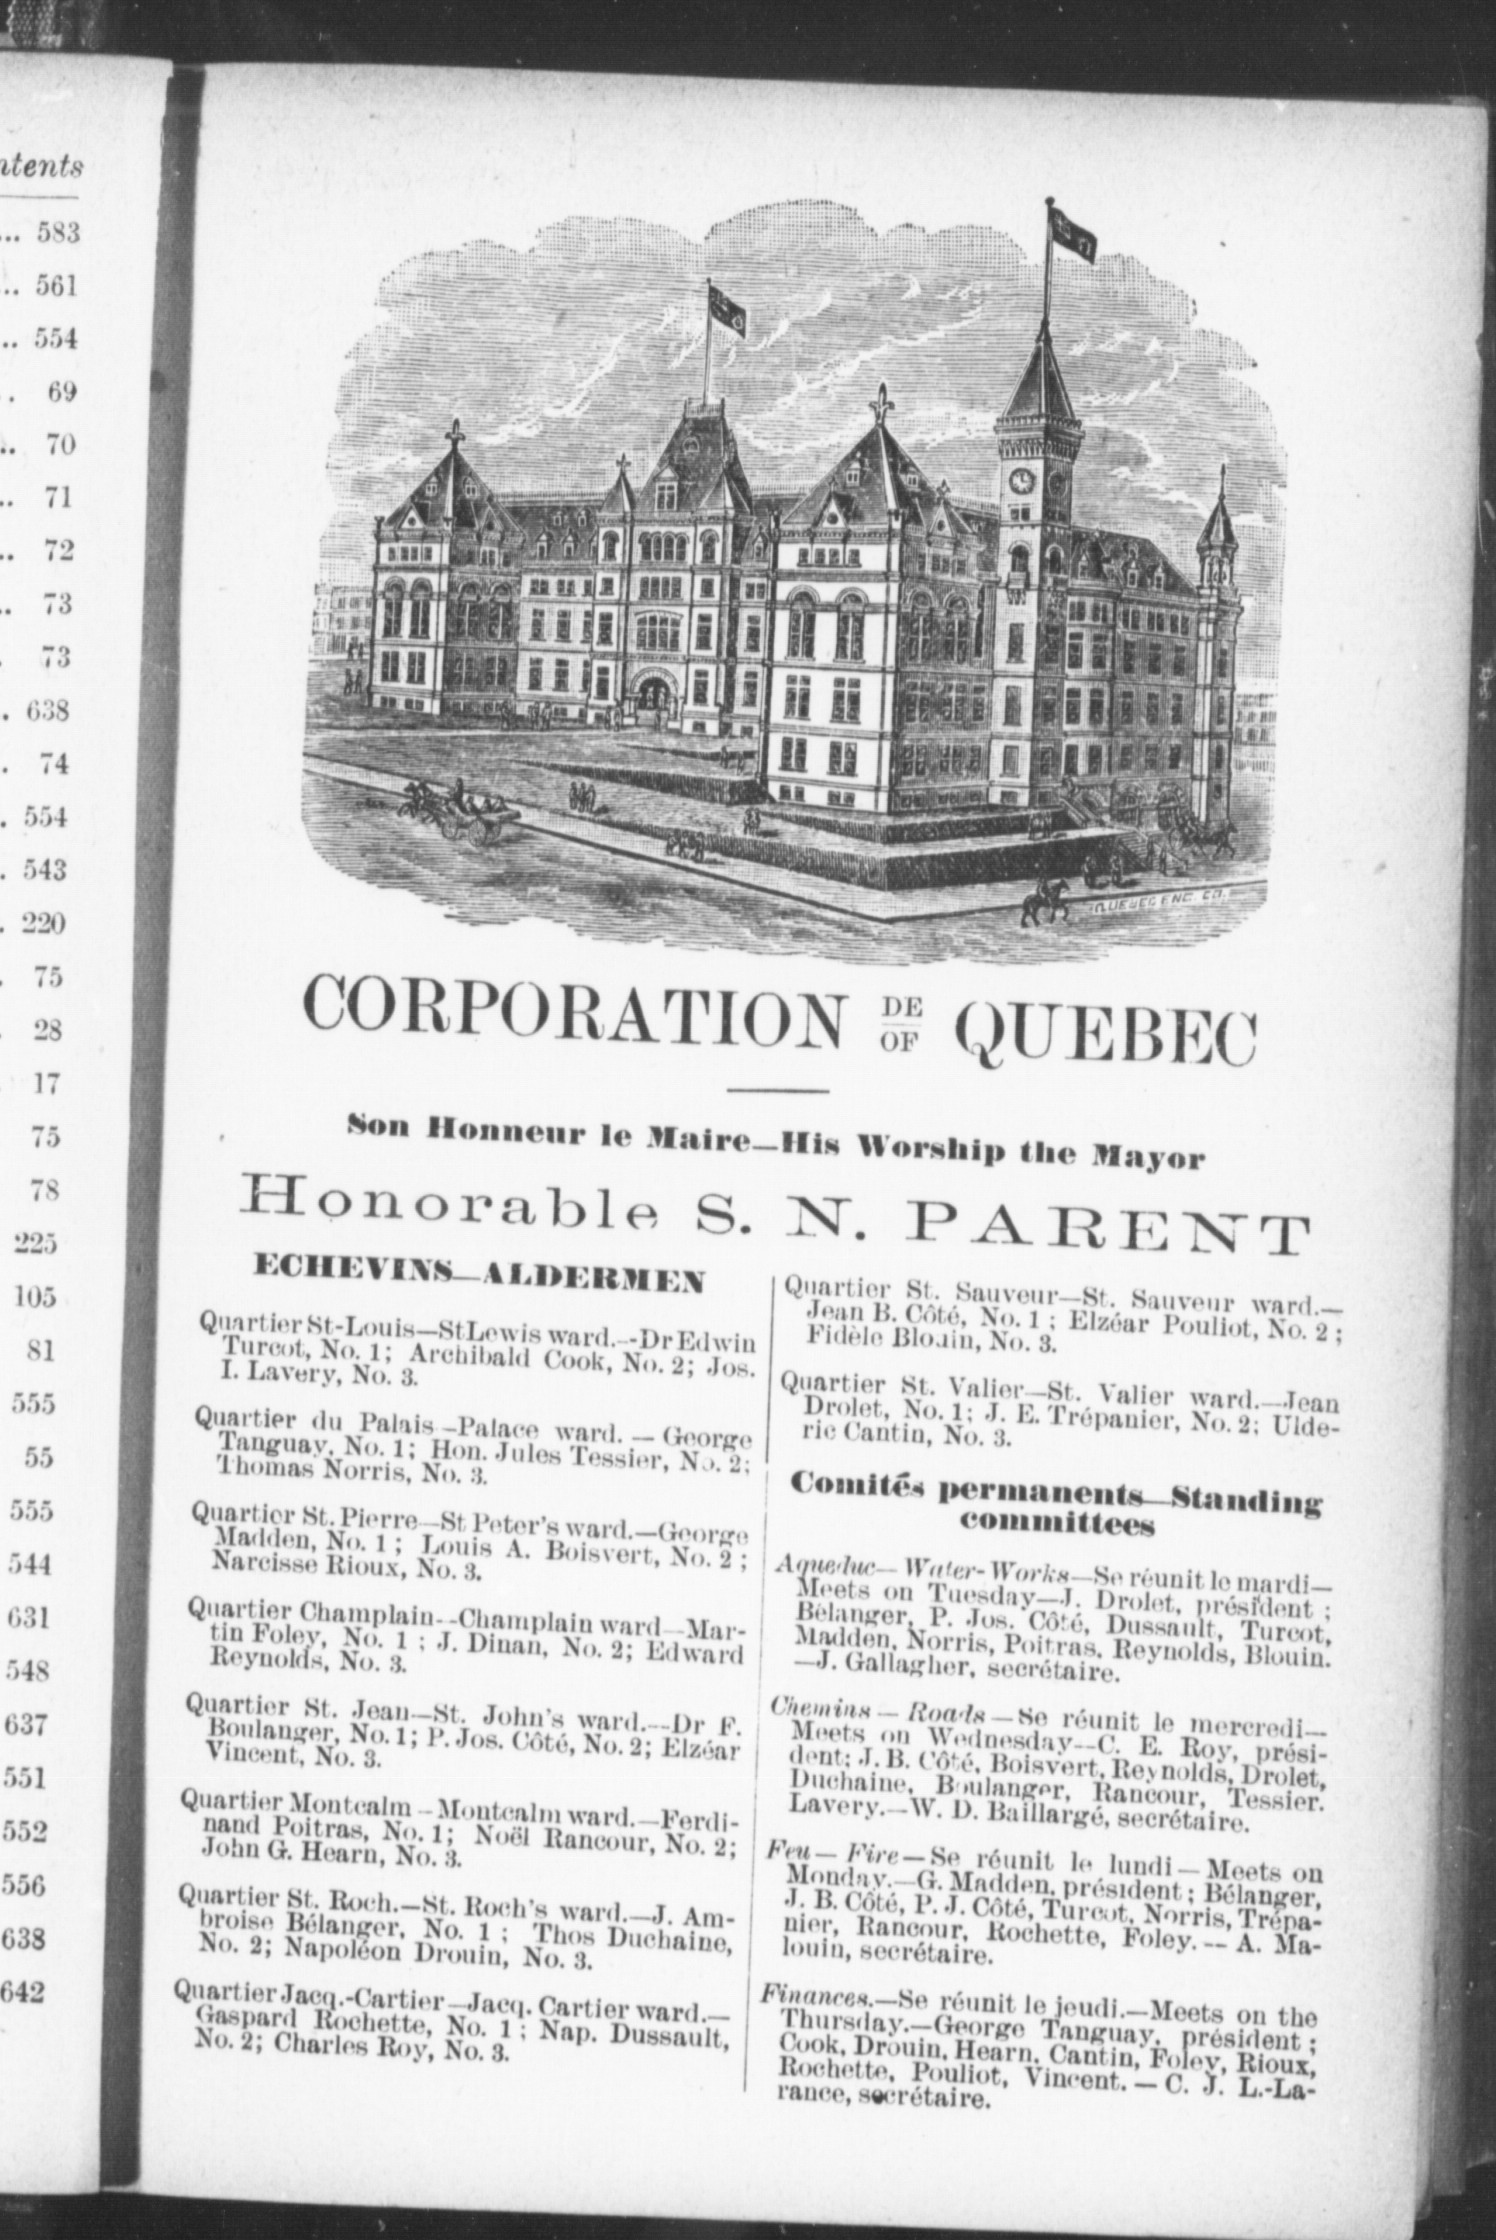 ntents
... 583
... 561
.. 554
. 69
.. 70
.. 71
.. 72
.. 73
. 73
. 638
. 74
. 554
. 543
. 220
. 75
28
17
75
78
225
105
81
555
55
555
544
631
548
637
551
552
556
638
642
QUEBEC ENG. CO.
CORPORATION DE OF QUEBEC
Son Honneur le Maire—His Worship the Mayor
Honorable S. N. PARENT
ECHEVINS—ALDERMEN
Quartier St-Louis—St Lewis ward.--Dr Edwin
Turcot, No. 1; Archibald Cook, No. 2; Jos.
I. Lavery, No. 3.
Quartier du Palais—Palace ward. — George
Tanguay, No. 1; Hon. Jules Tessier, No. 2;
Thomas Norris, No. 3.
Quartier St. Pierre—St Peter's ward.—George
Madden, No. 1 ; Louis A. Boisvert, No. 2 ;
Narcisse Rioux, No. 3.
Quartier Champlain--Champlain ward—Mar-
tin Foley, No. 1 ; J. Dinan, No. 2; Edward
Reynolds, No. 3.
Quartier St. Jean—St. John's ward.--Dr F.
Boulanger, No. 1; P. Jos. Côté, No. 2; Elzéar
Vincent, No. 3.
Quartier Montcalm – Montcalm ward.—Ferdi-
nand Poitras, No. 1; Noël Rancour, No. 2;
John G. Hearn, No. 3.
Quartier St. Roch.—St. Roch's ward.—J. Am-
broise Bélanger, No. 1 ; Thos Duchaine,
No. 2; Napoléon Drouin, No. 3.
Quartier Jacq.-Cartier—Jacq. Cartier ward.—
Gaspard Rochette, No. 1 ; Nap. Dussault,
No. 2; Charles Roy, No. 3.
Quartier St. Sauveur—St. Sauveur ward.—
Jean B. Côté, No. 1 ; Elzéar Pouliot, No. 2 ;
Fidèle Blouin, No. 3.
Quartier St. Valier—St. Valier ward.—Jean
Drolet, No. 1; J. E. Trépanier, No. 2; Ulde-
ric Cantin, No. 3.
Comités permanents—Standing
committees
Aqueduc— Water-Works—Se réunit le mardi—
Meets on Tuesday—J. Drolet, président ;
Bélanger, P. Jos. Côté, Dussault, Turcot,
Madden, Norris, Poitras, Reynolds, Blouin.
—J. Gallagher, secrétaire.
Chemins — Roads — Se réunit le mercredi—
Meets on Wednesday--C. E. Roy, prési-
dent; J. B. Côté, Boisvert, Reynolds, Drolet,
Duchaine, Boulanger, Rancour, Tessier.
Lavery.—W. D. Baillargé, secrétaire.
Feu — Fire — Se réunit le lundi — Meets on
Monday.—G. Madden, président ; Bélanger,
J. B. Côté, P. J. Côté, Turcot, Norris, Trépa-
nier, Rancour, Rochette, Foley. -- A. Ma-
louin, secrétaire.
Finances.—Se réunit le jeudi.—Meets on the
Thursday.—George Tanguay, président ;
Cook, Drouin, Hearn, Cantin, Foley, Rioux,
Rochette, Pouliot, Vincent. — C. J. L.-La-
rance, secrétaire.